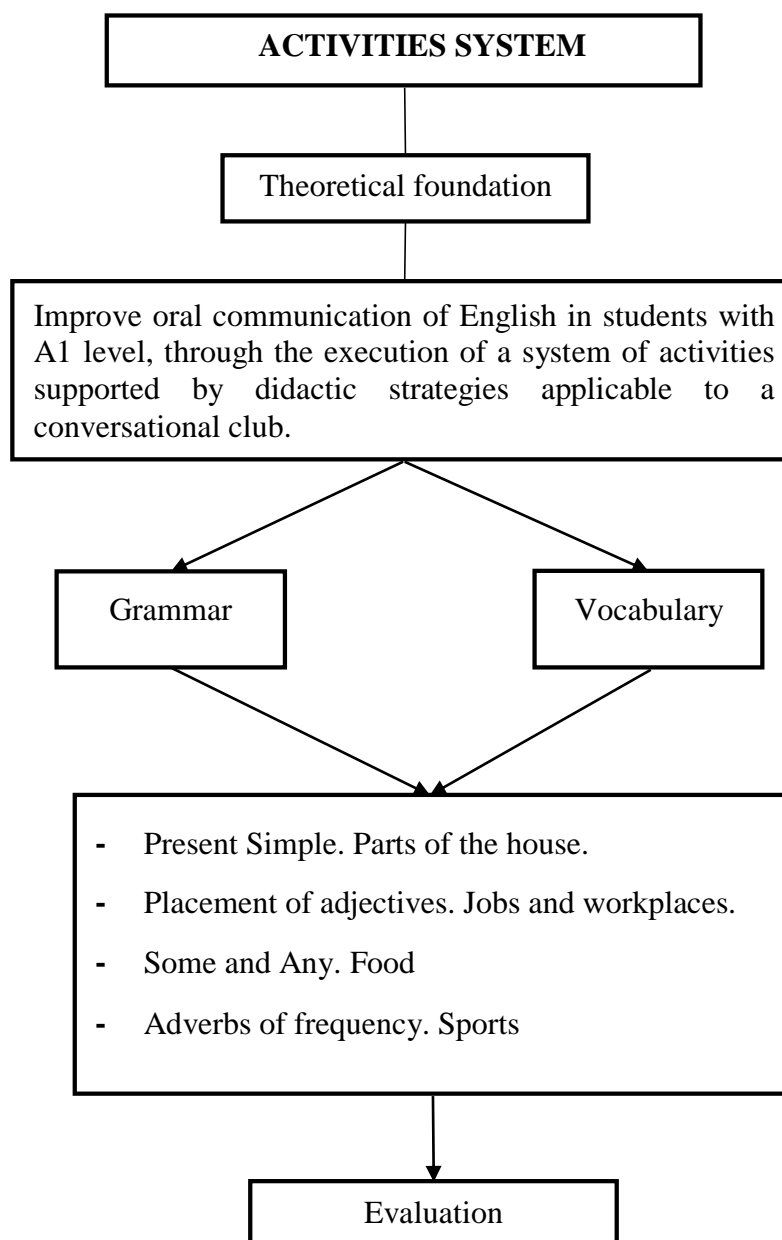 ACTIVITIES SYSTEM
Theoretical foundation
Improve oral communication of English in students with
A1 level, through the execution of a system of activities
supported by didactic strategies applicable to a
conversational club.
Grammar
Vocabulary
- Present Simple. Parts of the house.
- Placement of adjectives. Jobs and workplaces.
- Some and Any. Food
- Adverbs of frequency. Sports
Evaluation